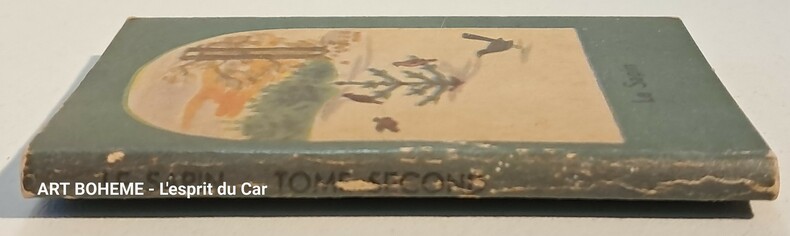 Le Sapin
LE SAPIN TOME SECOND
ART BOHEME - L'esprit du Car